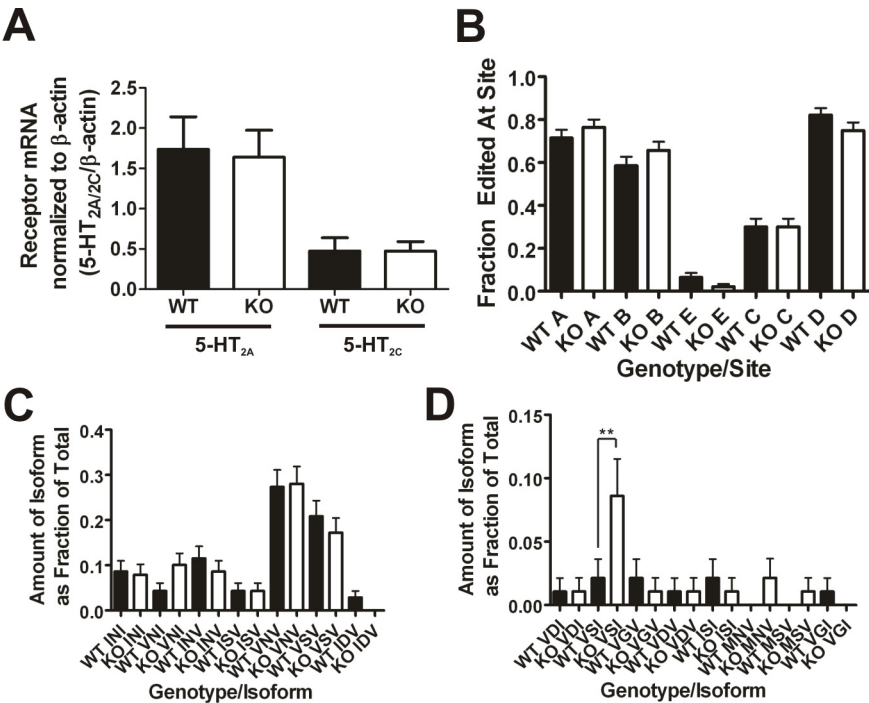 A
Receptor mRNA
normalized to β-actin
(5-HT2A/2C/β-actin)
2.5
2.0
1.5
1.0
0.5
0.0
WT KO WT KO
5-HT2A 5-HT2C
B
Fraction Edited At Site
1.0
0.8
0.6
0.4
0.2
0.0
WT A KO A WT B KO B WT E KO E WT C KO C WT D KO D
Genotype/Site
C
Amount of Isoform
as Fraction of Total
0.4
0.3
0.1
0.0
WT INI KO INI WT VNI KO VNI WT INV KO INV WT ISV KO ISV WT VNV KO VNV WT VSV KO VSV WT IDV KO IDV
Genotype/Isoform
D
Amount of Isoform
as Fraction of Total
0.15
0.10
0.05
0.00
**
WT VDI KO VDI WT VSI KO VSI WT VGV KO VGV WT VDV KO VDV WT ISI KO ISI WT MNV KO MNV WT MSV KO MSV WT VGI KO VGI
Genotype/Isoform